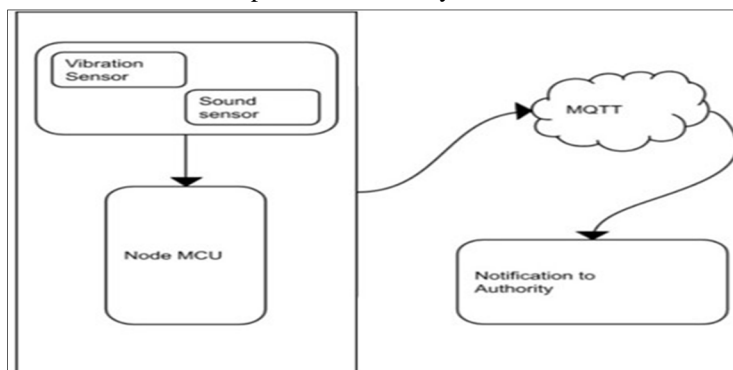 Vibration
Sensor
Sound
sensor
MQTT
Node MCU
Notification to
Authority